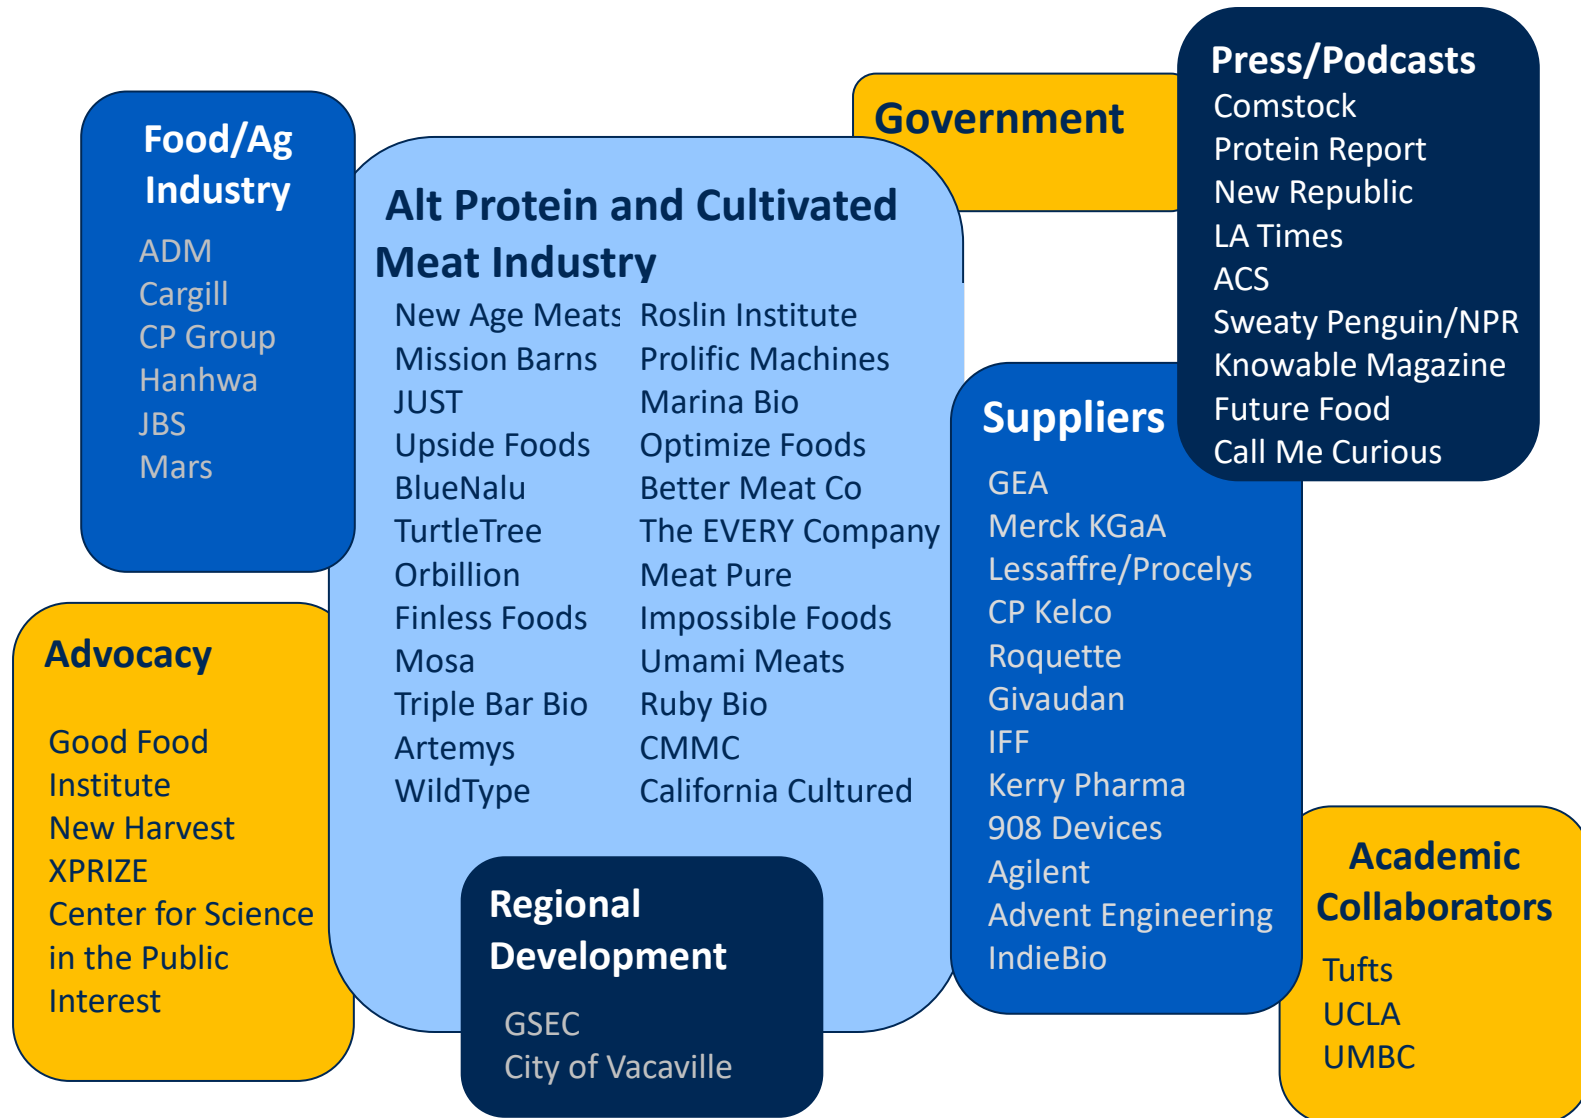 Food/Ag
Industry
ADM
Cargill
CP Group
Hanhwa
JBS
Mars
Alt Protein and Cultivated
Meat Industry
New Age Meats
Mission Barns
JUST
Upside Foods
BlueNalu
TurtleTree
Orbillion
Finless Foods
Mosa
Triple Bar Bio
Artemys
WildType
Roslin Institute
Prolific Machines
Marina Bio
Optimize Foods
Better Meat Co
The EVERY Company
Meat Pure
Impossible Foods
Umami Meats
Ruby Bio
CMMC
California Cultured
Government
Press/Podcasts
Comstock
Protein Report
New Republic
LA Times
ACS
Sweaty Penguin/NPR
Knowable Magazine
Future Food
Call Me Curious
Suppliers
GEA
Merck KGaA
Lessaffre/Procelys
CP Kelco
Roquette
Givaudan
IFF
Kerry Pharma
908 Devices
Agilent
Advent Engineering
IndieBio
Advocacy
Good Food
Institute
New Harvest
XPRIZE
Center for Science
in the Public
Interest
Regional
Development
GSEC
City of Vacaville
Academic
Collaborators
Tufts
UCLA
UMBC